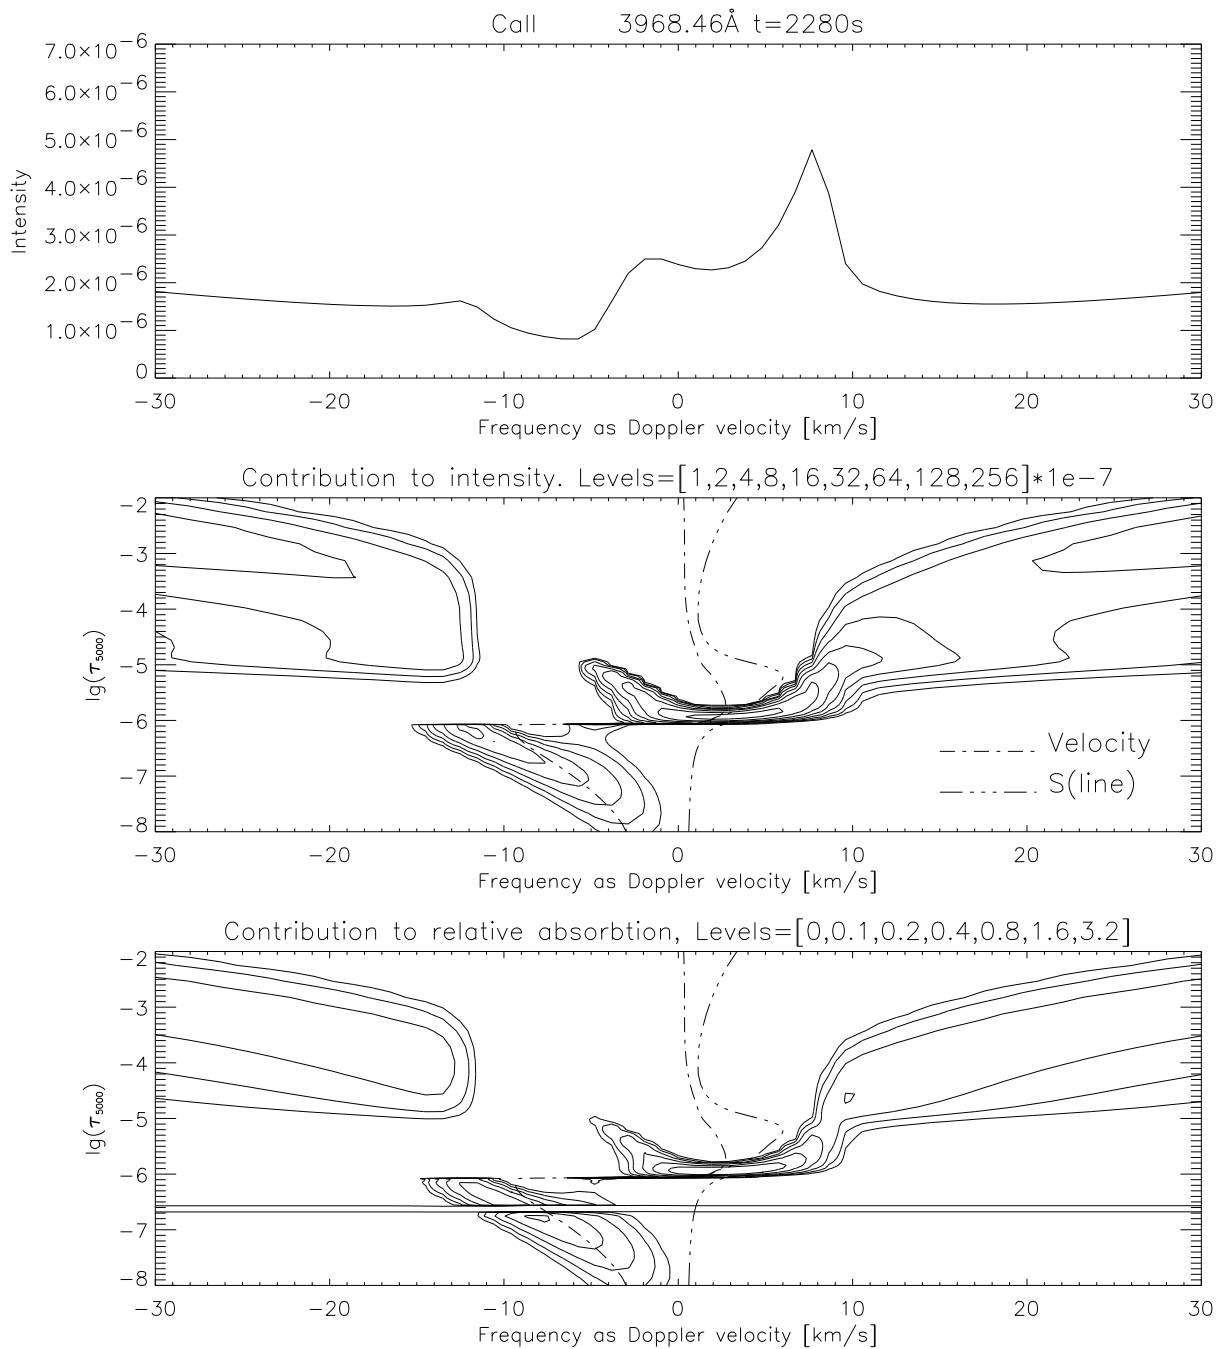 CaII 3968.46Å t=2280s
7.0×10⁻⁶
6.0×10⁻⁶
5.0×10⁻⁶
4.0×10⁻⁶
3.0×10⁻⁶
2.0×10⁻⁶
1.0×10⁻⁶
0
Intensity
-30 -20 -10 0 10 20 30
Frequency as Doppler velocity [km/s]
Contribution to intensity. Levels=[1,2,4,8,16,32,64,128,256]*1e-7
-2
-3
-4
-5
-6
-7
-8
lg(τ5000)
Velocity
S(line)
-30 -20 -10 0 10 20 30
Frequency as Doppler velocity [km/s]
Contribution to relative absorbtion, Levels=[0,0.1,0.2,0.4,0.8,1.6,3.2]
-2
-3
-4
-5
-6
-7
-8
lg(τ5000)
-30 -20 -10 0 10 20 30
Frequency as Doppler velocity [km/s]